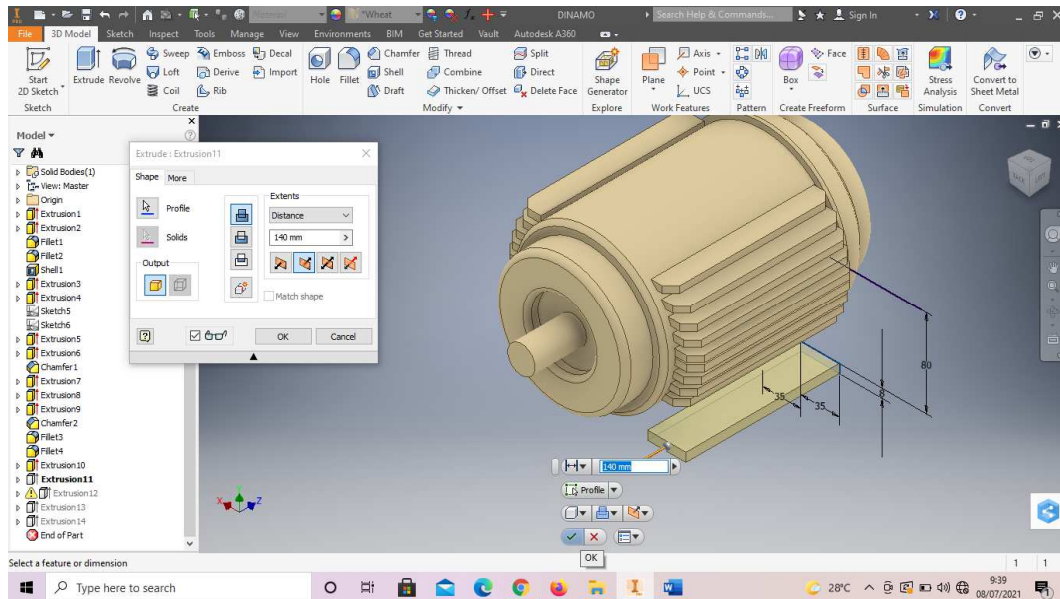 PRO
Material
*Wheat
DINAMO
Search Help & Commands...
Sign In
File 3D Model Sketch Inspect Tools Manage View Environments BIM Get Started Vault Autodesk A360
Start
2D Sketch
Extrude Revolve
Sweep Emboss Decal
Loft Derive Import
Coil Rib
Hole Fillet
Chamfer Thread Split
Shell Combine Direct
Draft Thicken/ Offset Delete Face
Shape
Generator
Plane
Axis
Point
UCS
Box
Face
Stress
Analysis
Convert to
Sheet Metal
Sketch Create Modify Explore Work Features Pattern Create Freeform Surface Simulation Convert
Model
Solid Bodies(1)
View: Master
Origin
Extrusion1
Extrusion2
Fillet1
Fillet2
Shell1
Extrusion3
Extrusion4
Sketch5
Sketch6
Extrusion5
Extrusion6
Chamfer1
Extrusion7
Extrusion8
Extrusion9
Chamfer2
Fillet3
Fillet4
Extrusion10
Extrusion11
Extrusion12
Extrusion13
Extrusion14
End of Part
Extrude : Extrusion11
Shape More
Profile
Solids
Output
Extents
Distance
140 mm
Match shape
OK Cancel
80
8
35
35
140 mm
Profile
OK
X Y Z
Select a feature or dimension
1 1
Type here to search
28°C
9:39
08/07/2021